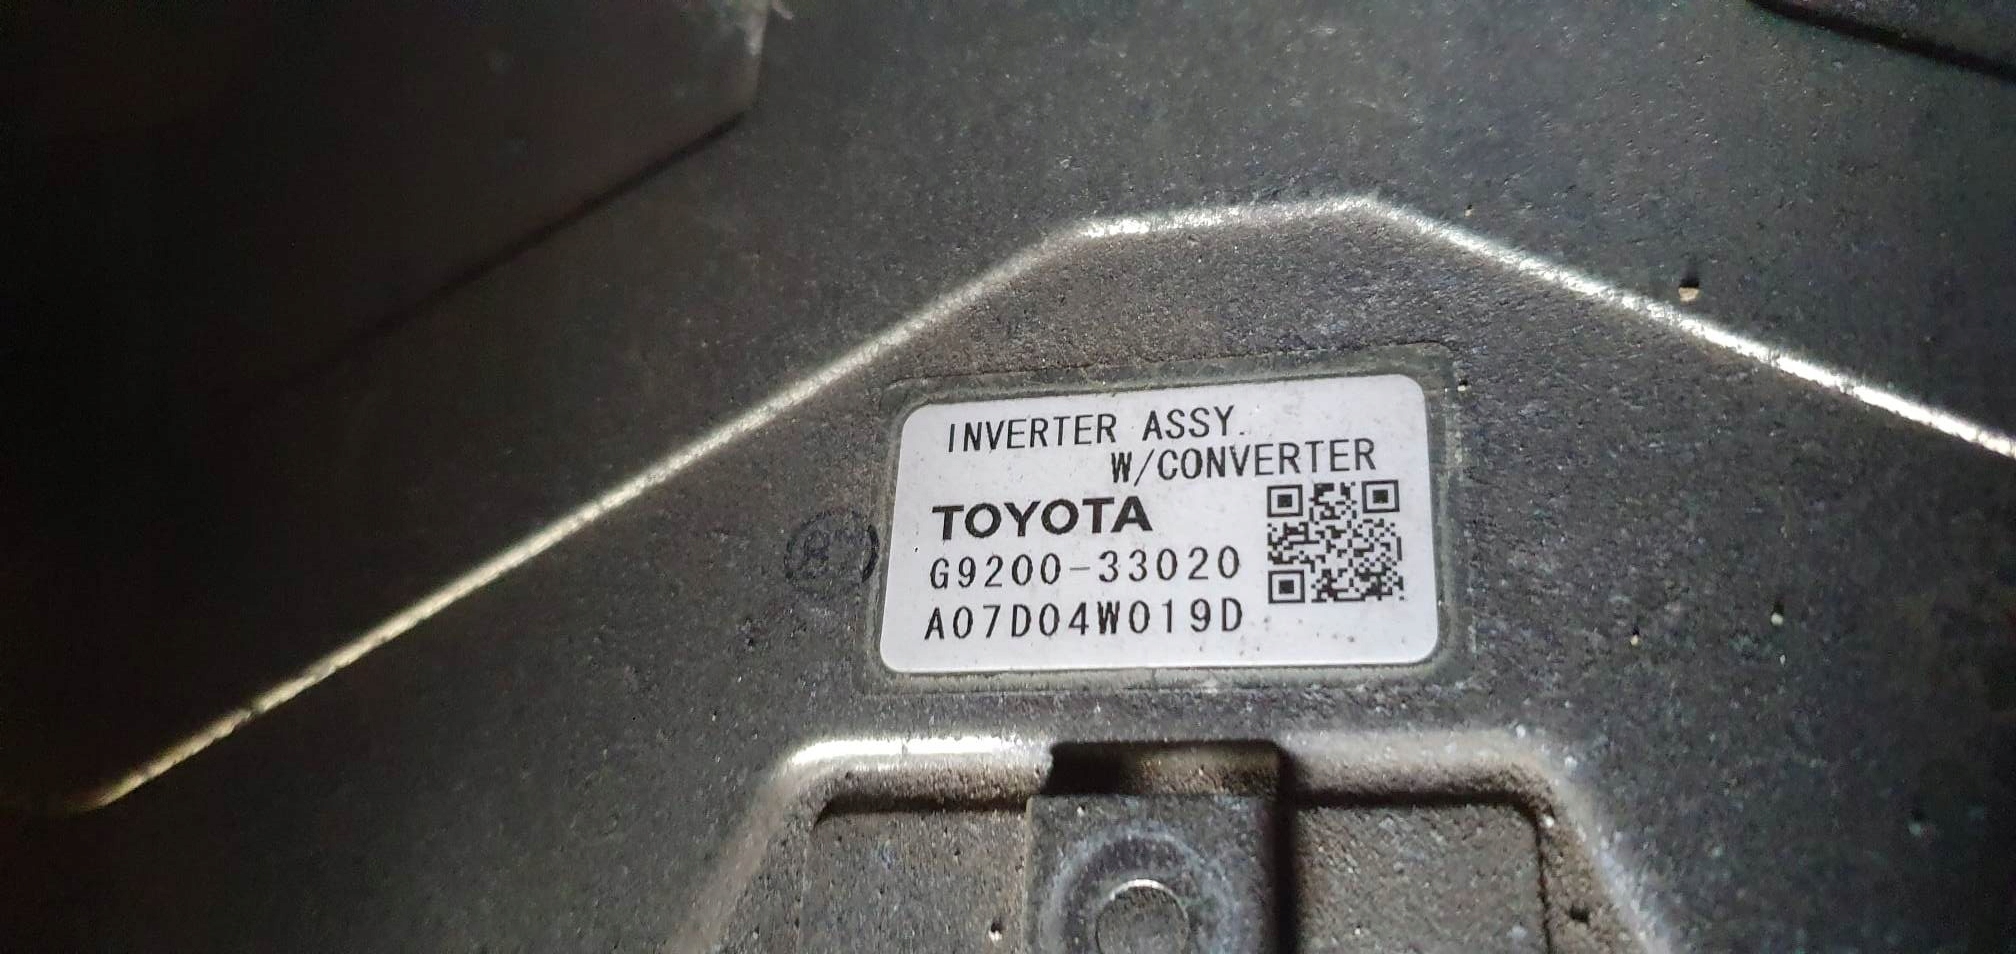 INVERTER ASSY.
W/CONVERTER
TOYOTA
G9200-33020
A07D04W019D